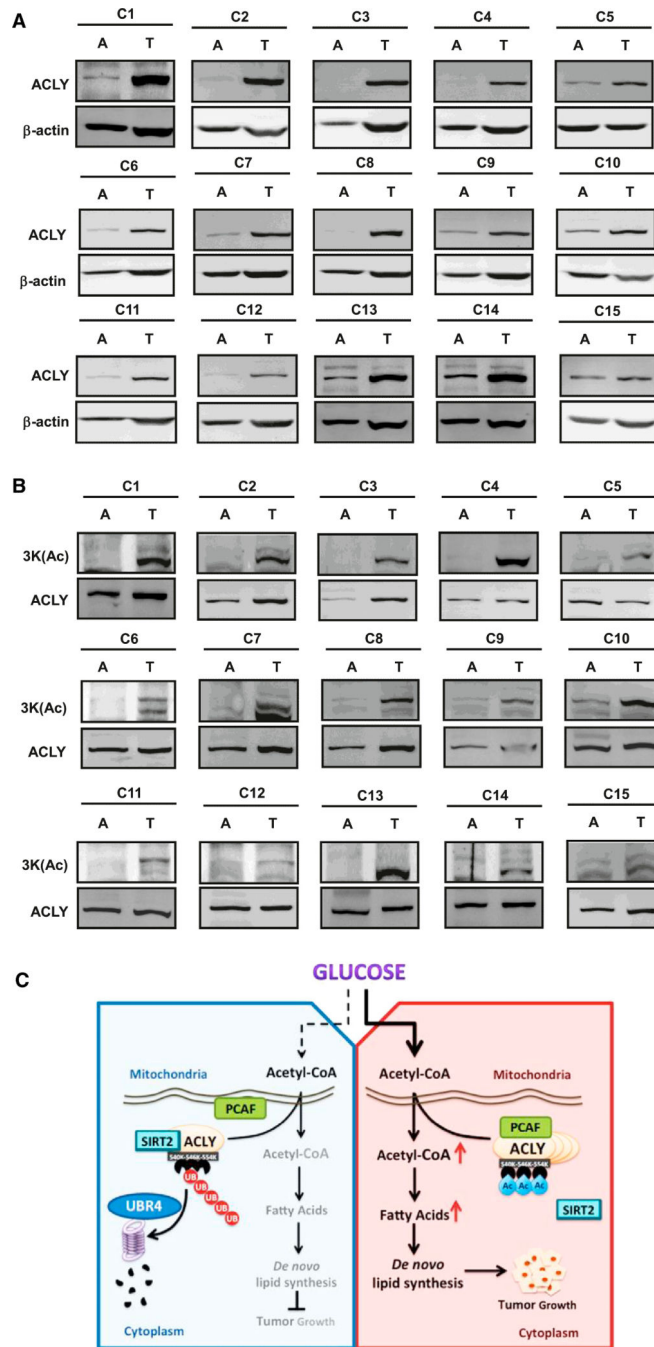 A
C1 C2 C3 C4 C5
A T A T A T A T A T
ACLY
β-actin
C6 C7 C8 C9 C10
A T A T A T A T A T
ACLY
β-actin
C11 C12 C13 C14 C15
A T A T A T A T A T
ACLY
β-actin
B
C1 C2 C3 C4 C5
A T A T A T A T A T
3K(Ac)
ACLY
C6 C7 C8 C9 C10
A T A T A T A T A T
3K(Ac)
ACLY
C11 C12 C13 C14 C15
A T A T A T A T A T
3K(Ac)
ACLY
C
GLUCOSE
Mitochondria
Acetyl-CoA
PCAF
SIRT2
ACLY
540K-546K-554K
UB
UB
UB
UB
UB
UBR4
Acetyl-CoA
Fatty Acids
De novo
lipid synthesis
Tumor Growth
Cytoplasm
Acetyl-CoA
Mitochondria
PCAF
ACLY
540K-546K-554K
Ac Ac Ac
SIRT2
Acetyl-CoA
Fatty Acids
De novo
lipid synthesis
Tumor Growth
Cytoplasm